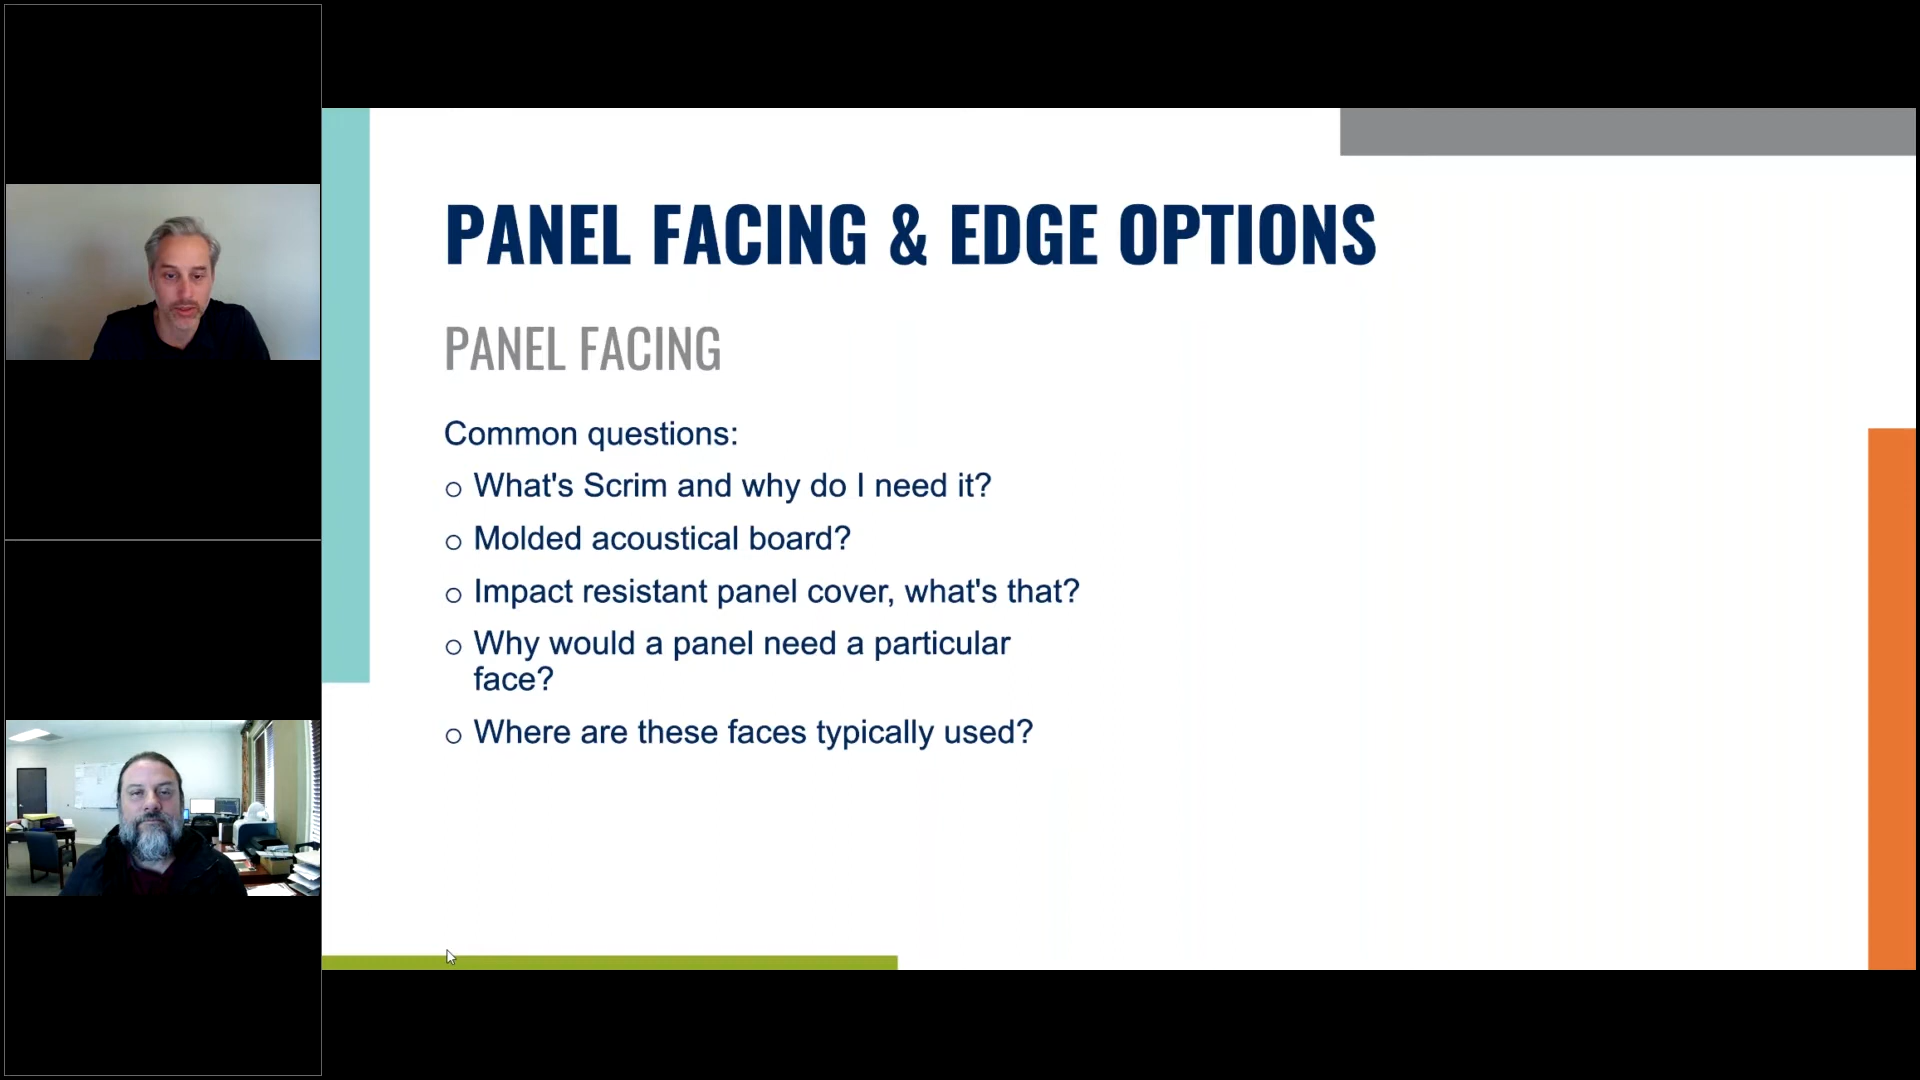 PANEL FACING & EDGE OPTIONS
PANEL FACING
Common questions:
o What's Scrim and why do I need it?
o Molded acoustical board?
o Impact resistant panel cover, what's that?
o Why would a panel need a particular
face?
o Where are these faces typically used?